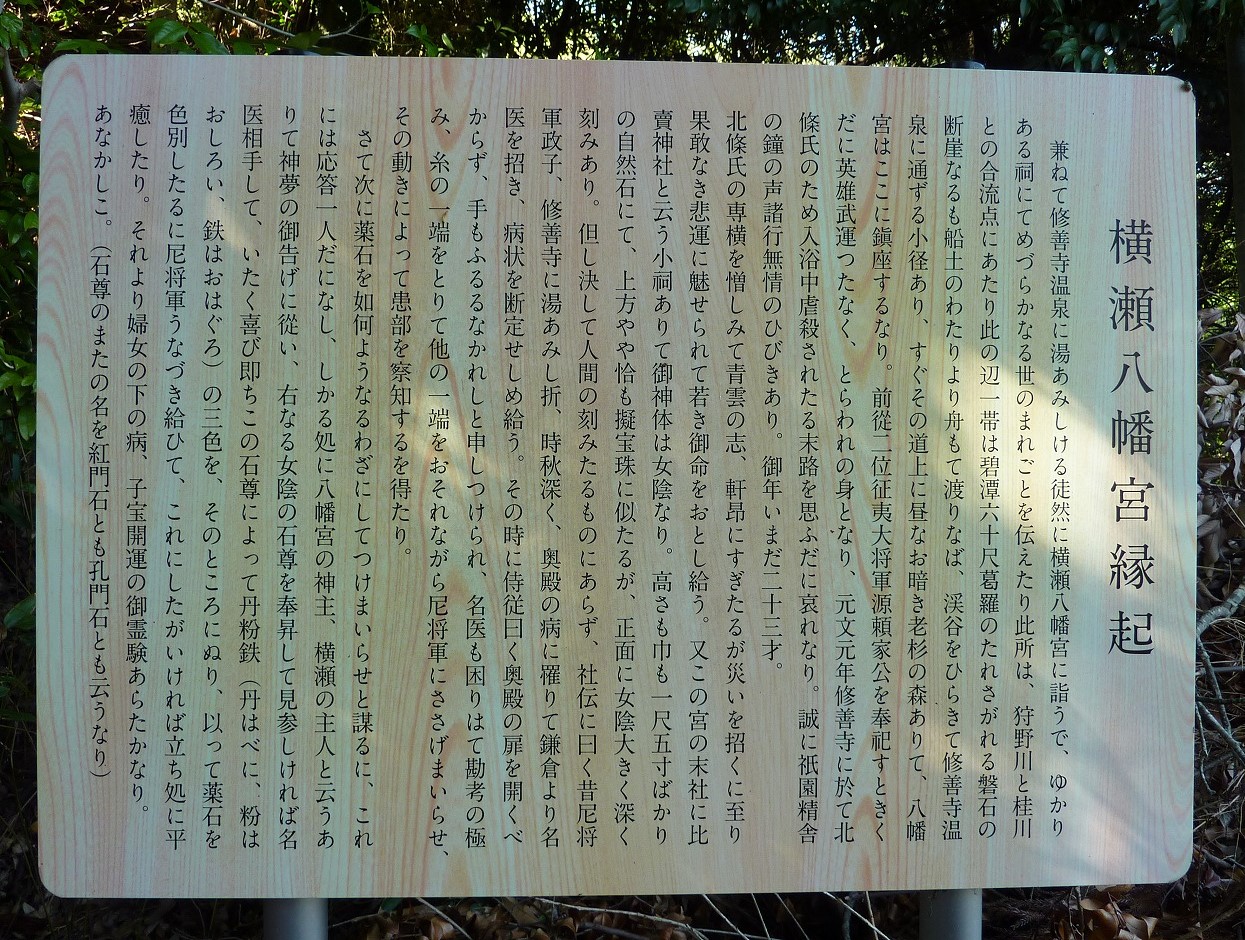 横瀬八幡宮縁起
兼ねて修善寺温泉に湯あみしける徒然に横瀬八幡宮に詣うで、ゆかり
ある祠にてめづらかなる世のまれごとを伝えたり此所は、狩野川と桂川
との合流点にあたり此の辺一帯は碧潭六十尺葛羅のたれさがれる磐石の
断崖なるも船土のわたりより舟もて渡りなば、渓谷をひらきて修善寺温
泉に通ずる小径あり、すぐその道上に昼なお暗き老杉の森ありて、八幡
宮はここに鎮座するなり。前從二位征夷大将軍源頼家公を奉祀すときく
だに英雄武運つたなく、とらわれの身となり、元文元年修善寺に於て北
條氏のため入浴中虐殺されたる末路を思ふだに哀れなり。誠に祇園精舎
の鐘の声諸行無情のひびきあり。御年いまだ二十三才。
北條氏の専横を憎しみて青雲の志、軒昂にすぎたるが災いを招くに至り
果敢なき悲運に魅せられて若き御命をおとし給う。又この宮の末社に比
賣神社と云う小祠ありて御神体は女陰なり。高さも巾も一尺五寸ばかり
の自然石にて、上方やや恰も擬宝珠に似たるが、正面に女陰大きく深く
刻みあり。但し決して人間の刻みたるものにあらず、社伝に曰く昔尼将
軍政子、修善寺に湯あみし折、時秋深く、奥殿の病に罹りて鎌倉より名
医を招き、病状を断定せしめ給う。その時に侍従曰く奥殿の扉を開くべ
からず、手もふるるなかれしと申しつけられ、名医も困りはて勘考の極
み、糸の一端をとりて他の一端をおそれながら尼将軍にささげまいらせ、
その動きによって患部を察知するを得たり。
さて次に薬石を如何ようなるわざにしてつけまいらせと謀るに、これ
には応答一人だになし、しかる処に八幡宮の神主、横瀬の主人と云うあ
りて神夢の御告げに從い、右なる女陰の石尊を奉昇して見参しければ名
医相手して、いたく喜び即ちこの石尊によって丹粉鉄（丹はべに、粉は
おしろい、鉄はおはぐろ）の三色を、そのところにぬり、以って薬石を
色別したるに尼将軍うなづき給ひて、これにしたがいければ立ち処に平
癒したり。それより婦女の下の病、子宝開運の御霊験あらたかなり。
あなかしこ。（石尊のまたの名を紅門石とも孔門石とも云うなり）